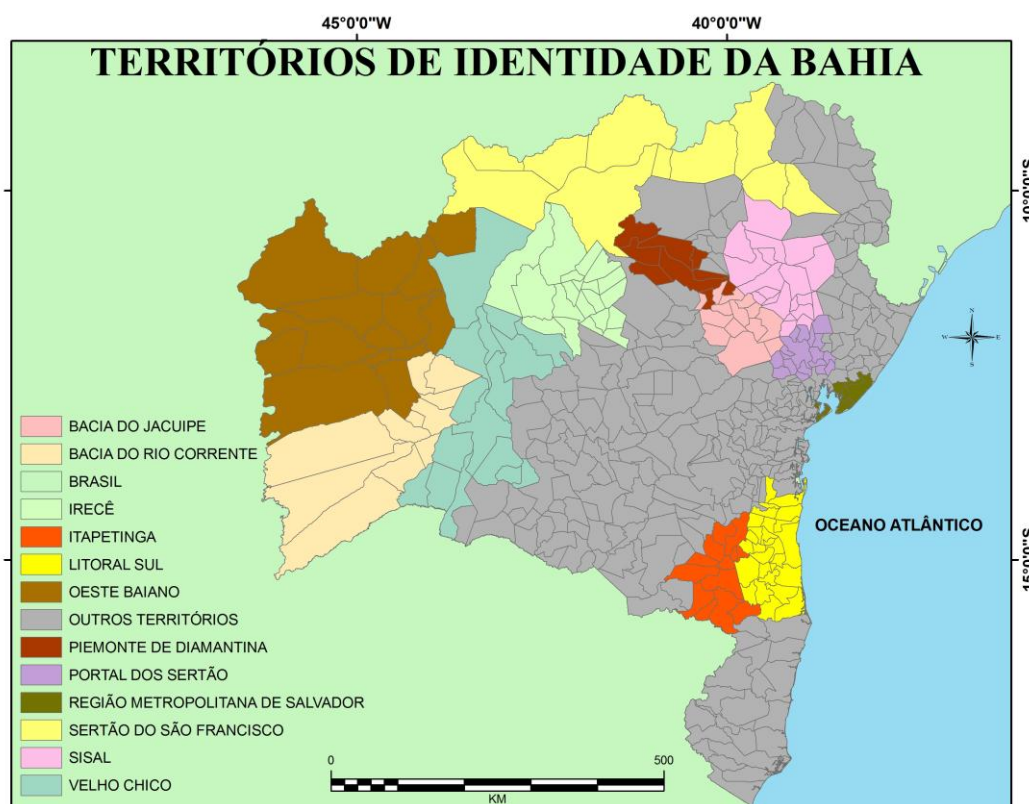 45°0'0"W
40°0'0"W
TERRITÓRIOS DE IDENTIDADE DA BAHIA
10°0'0"S
N
W
E
S
BACIA DO JACUIPE
BACIA DO RIO CORRENTE
BRASIL
IRECÊ
ITAPETINGA
LITORAL SUL
OESTE BAIANO
OUTROS TERRITÓRIOS
PIEMONTE DE DIAMANTINA
PORTAL DOS SERTÃO
REGIÃO METROPOLITANA DE SALVADOR
SERTÃO DO SÃO FRANCISCO
SISAL
VELHO CHICO
OCEANO ATLÂNTICO
15°0'0"S
0
500
KM